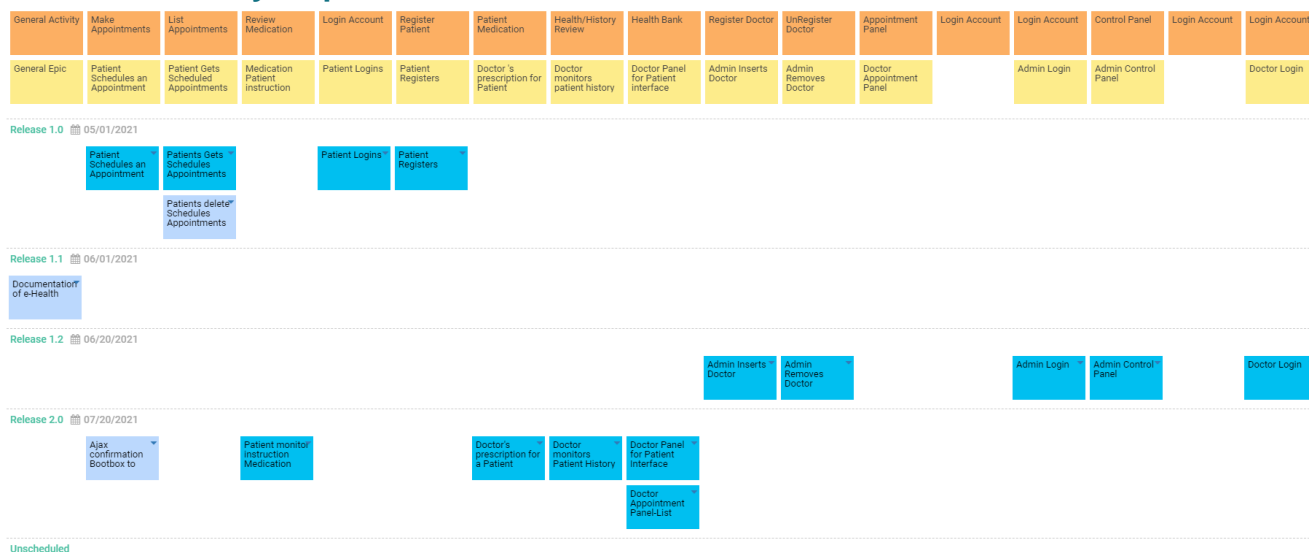 General Activity
Make
Appointments
List
Appointments
Review
Medication
Login Account
Register
Patient
Patient
Medication
Health/History
Review
Health Bank
Register Doctor
UnRegister
Doctor
Appointment
Panel
Login Account
Login Account
Control Panel
Login Account
Login Account
General Epic
Patient
Schedules an
Appointment
Patient Gets
Scheduled
Appointments
Medication
Patient
instruction
Patient Logins
Patient
Registers
Doctor 's
prescription for
Patient
Doctor
monitors
patient history
Doctor Panel
for Patient
interface
Admin Inserts
Doctor
Admin
Removes
Doctor
Doctor
Appointment
Panel
Admin Login
Admin Control
Panel
Doctor Login
Release 1.0 05/01/2021
Patient
Schedules an
Appointment
Patients Gets
Schedules
Appointments
Patient Logins
Patient
Registers
Patients delete
Schedules
Appointments
Release 1.1 06/01/2021
Documentation
of e-Health
Release 1.2 06/20/2021
Admin Inserts
Doctor
Admin
Removes
Doctor
Admin Login
Admin Control
Panel
Doctor Login
Release 2.0 07/20/2021
Ajax
confirmation
Bootbox to
Patient monitor
instruction
Medication
Doctor's
prescription for
a Patient
Doctor
monitors
Patient History
Doctor Panel
for Patient
Interface
Doctor
Appointment
Panel-List
Unscheduled